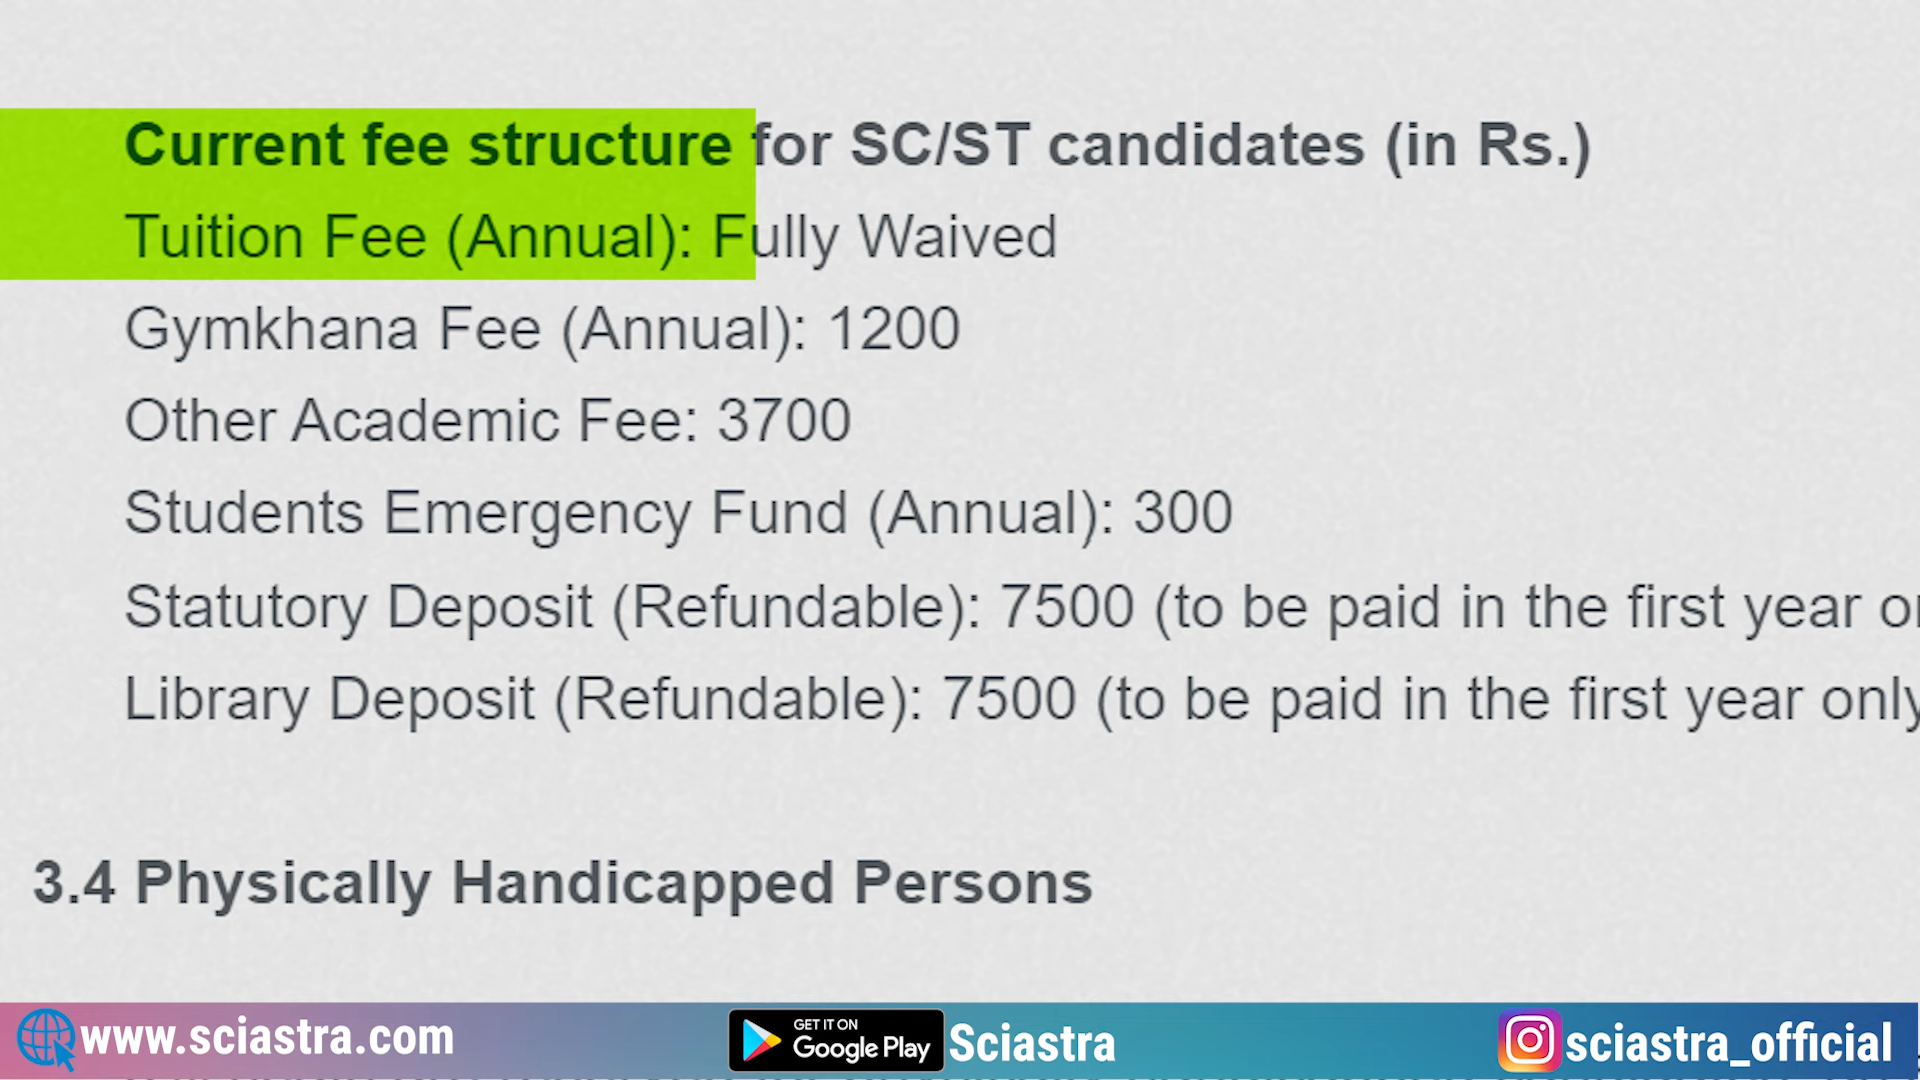 Current fee structure for SC/ST candidates (in Rs.)
Tuition Fee (Annual): Fully Waived
Gymkhana Fee (Annual): 1200
Other Academic Fee: 3700
Students Emergency Fund (Annual): 300
Statutory Deposit (Refundable): 7500 (to be paid in the first year
Library Deposit (Refundable): 7500 (to be paid in the first year only
3.4 Physically Handicapped Persons
www.sciastra.com
GET IT ON
Google Play
Sciastra
sciastra_official